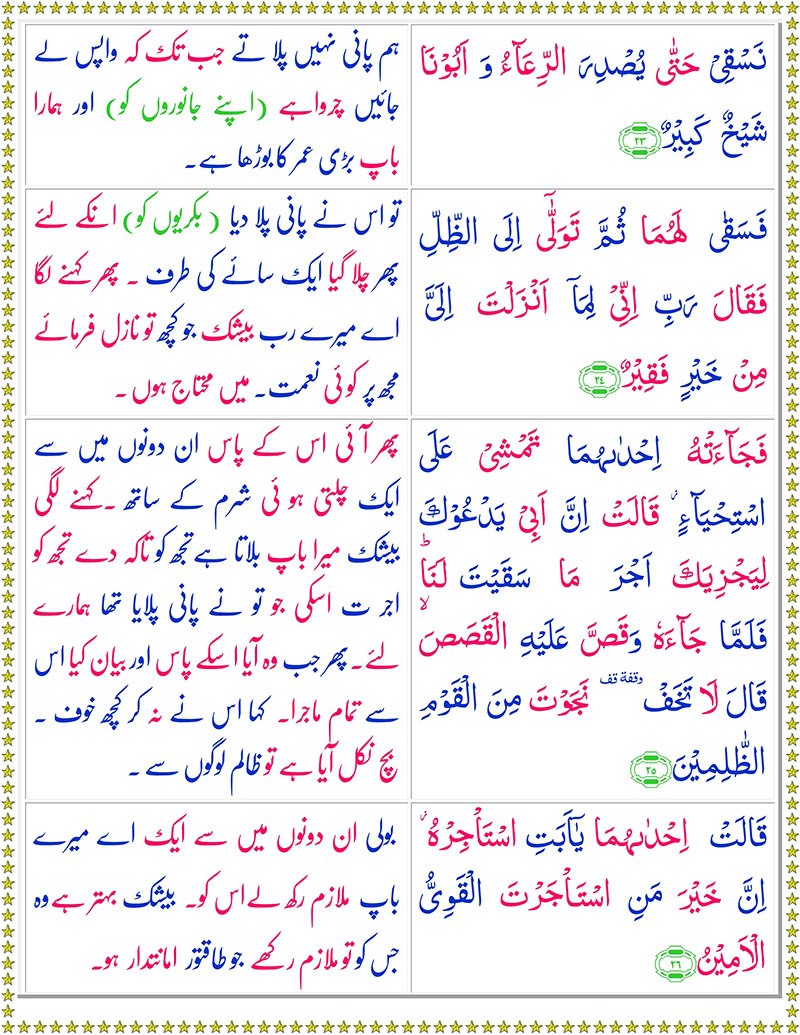 نَسْقِیْ حَتّٰی یُصْدِرَ الرِّعَآءُ وَ اَبُوْنَا
شَیْخٌ كَبِیْرٌ ۲۳
ہم پانی نہیں پلاتے جب تک کہ واپس لے
جائیں چرواہے (اپنے جانوروں کو) اور ہمارا
باپ بڑی عمر کا بوڑھا ہے۔
فَسَقٰی لَهُمَا ثُمَّ تَوَلّٰۤی اِلَی الظِّلِّ
فَقَالَ رَبِّ اِنِّیْ لِمَاۤ اَنْزَلْتَ اِلَیَّ
مِنْ خَیْرٍ فَقِیْرٌ ۲۴
تو اس نے پانی پلا دیا (بکریوں کو) انکے لئے
پھر چلا گیا ایک سائے کی طرف ۔ پھر کہنے لگا
اے میرے رب بیشک جو کچھ تو نازل فرمائے
مجھ پر کوئی نعمت۔ میں محتاج ہوں ۔
فَجَآءَتْهُ اِحْدٰىهُمَا تَمْشِیْ عَلَی
اسْتِحْیَآءٍ ؗ قَالَتْ اِنَّ اَبِیْ یَدْعُوْكَ
لِیَجْزِیَكَ اَجْرَ مَا سَقَیْتَ لَنَا ؕ
فَلَمَّا جَآءَهٗ وَ قَصَّ عَلَیْهِ الْقَصَصَ ۙ
قَالَ لَا تَخَفْ وقفة قف نَجَوْتَ مِنَ الْقَوْمِ
الظّٰلِمِیْنَ ۲۵
پھر آئی اس کے پاس ان دونوں میں سے
ایک چلتی ہوئی شرم کے ساتھ ۔ کہنے لگی
بیشک میرا باپ بلاتا ہے تجھ کو تاکہ دے تجھ کو
اجرت اسکی جو تو نے پانی پلایا تھا ہمارے
لئے۔ پھر جب وہ آیا اسکے پاس اور بیان کیا اس
سے تمام ماجرا۔ کہا اس نے نہ کر کچھ خوف ۔
بچ نکل آیا ہے تو ظالم لوگوں سے ۔
قَالَتْ اِحْدٰىهُمَا یٰۤاَبَتِ اسْتَاْجِرْهُ ؗ
اِنَّ خَیْرَ مَنِ اسْتَاْجَرْتَ الْقَوِیُّ
الْاَمِیْنُ ۲۶
بولی ان دونوں میں سے ایک اے میرے
باپ ملازم رکھ لے اس کو۔ بیشک بہتر ہے وہ
جس کو تو ملازم رکھے جو طاقتور امانتدار ہو۔